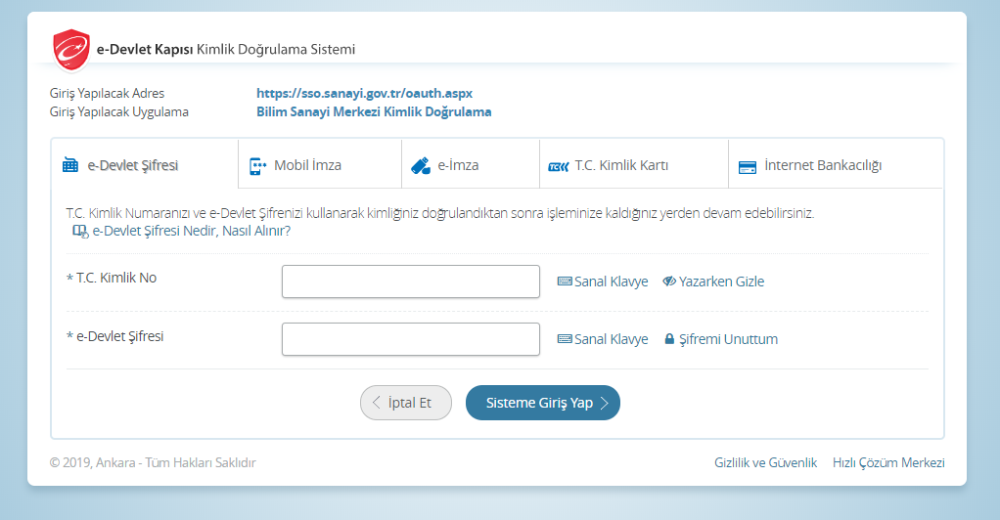 e-Devlet Kapısı Kimlik Doğrulama Sistemi
Giriş Yapılacak Adres https://sso.sanayi.gov.tr/oauth.aspx
Giriş Yapılacak Uygulama Bilim Sanayi Merkezi Kimlik Doğrulama
e-Devlet Şifresi Mobil İmza e-İmza T.C. Kimlik Kartı İnternet Bankacılığı
T.C. Kimlik Numaranızı ve e-Devlet Şifrenizi kullanarak kimliğiniz doğrulandıktan sonra işleminize kaldığınız yerden devam edebilirsiniz.
e-Devlet Şifresi Nedir, Nasıl Alınır?
* T.C. Kimlik No Sanal Klavye Yazarken Gizle
* e-Devlet Şifresi Sanal Klavye Şifremi Unuttum
İptal Et Sisteme Giriş Yap
© 2019, Ankara - Tüm Hakları Saklıdır Gizlilik ve Güvenlik Hızlı Çözüm Merkezi